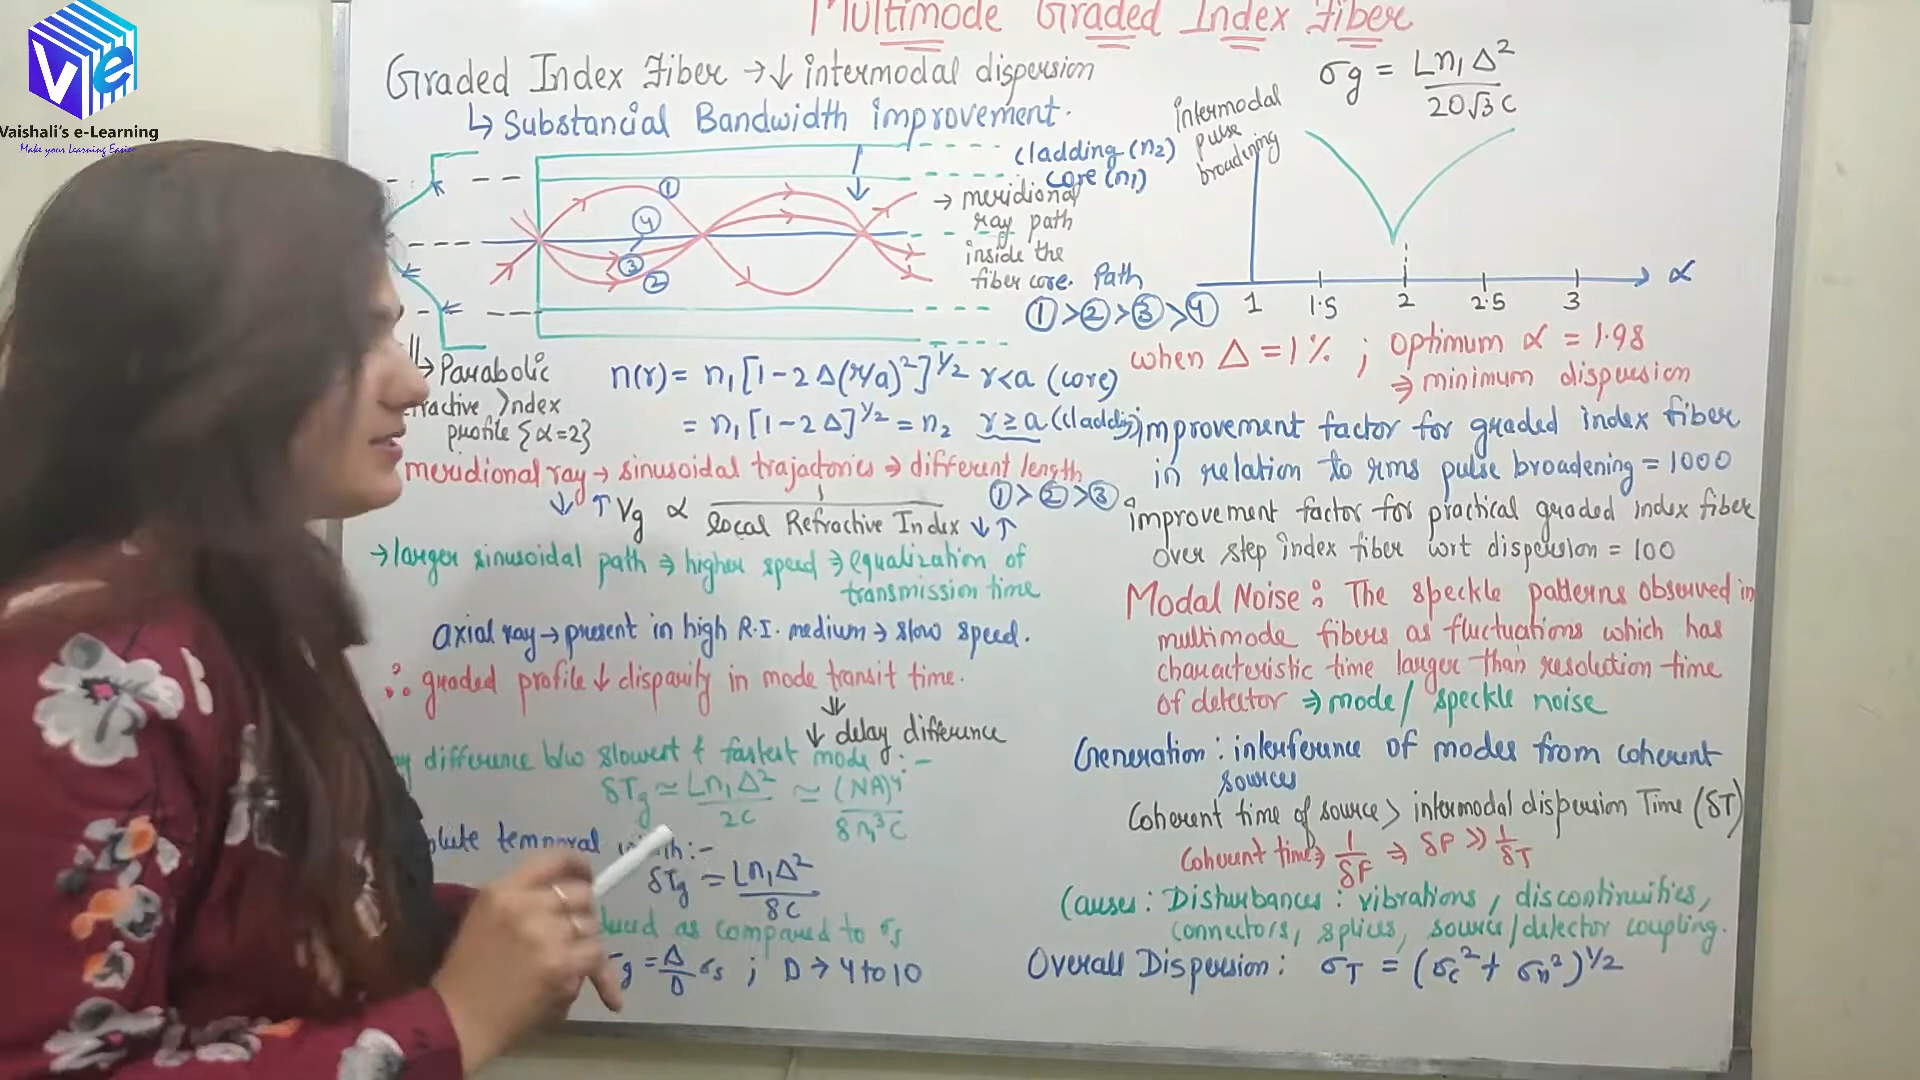 Vaishali's e-Learning
Make your Learning Easier
Multimode Graded Index Fiber
Graded Index Fiber → ↓ intermodal dispersion
↳ Substancial Bandwidth improvement.
cladding (n2)
core (n1)
→ meridional
ray path
inside the
fiber core.
Path
① > ② > ③ > ④
① ④ ③ ②
→ Parabolic
Index
profile {α=2}
n(r) = n1 [1-2Δ(r/a)²]^1/2 r<a (core)
= n1 [1-2Δ]^1/2 = n2 r ≥ a (Cladding)
meridional ray → sinusoidal trajactories ⇒ different length
① > ② > ③
↓ ↑ Vg ∝ 1 / local Refractive Index ↓ ↑
→ larger sinusoidal path ⇒ higher speed ⇒ equalization of
transmission time
axial ray → present in high R.I. medium → slow speed.
∴ graded profile ↓ disparity in mode transit time.
⇓
↓ delay difference
difference b/w slowest & fastest mode :-
δTg ≃ Ln1Δ²/2c ≃ (NA)⁴/8n1³c
δTg = Ln1Δ²/8c
as compared to σs
σg = Δ/D σs ; D → 4 to 10
σg = Ln1Δ²/20√3c
intermodal
pulse
broadening
1 1.5 2 2.5 3 α
when Δ = 1% ; Optimum α = 1.98
⇒ minimum dispersion
improvement factor for graded index fiber
in relation to rms pulse broadening = 1000
improvement factor for practical graded index fiber
over step index fiber wrt dispersion = 100
Modal Noise : The speckle patterns observed in
multimode fibers as fluctuations which has
characteristic time larger than resolution time
of detector ⇒ mode / speckle noise
Generation : interference of modes from coherent
sources
Coherent time of source > intermodal dispersion Time (δT)
Coherent time ⇒ 1/δF ⇒ δF >> 1/δT
Causes : Disturbances : vibrations, discontinuities,
connectors, splices, source/detector coupling.
Overall Dispersion : σT = (σc² + σn²)^1/2